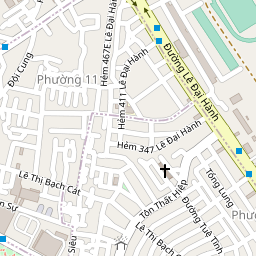 Đội Cung
Phường 11
Hẻm 467E Lê Đại Hành
Hẻm 411 Lê Đại Hành
Đường Lê Đại Hành
Hẻm 347 Lê Đại Hành
Lê Thị Bạch Cát
Lê Thị Bạch Cát
Siêu
Tôn Thất Hiệp
Tống Lung
Đường Tuệ Tĩnh
Phườ